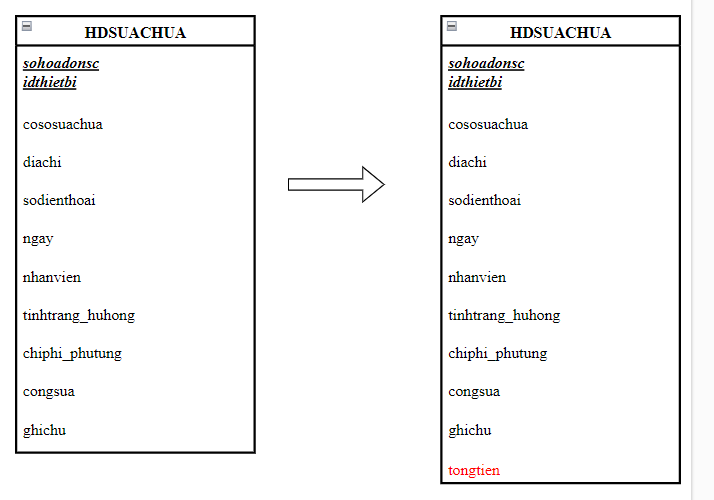 HDSUACHUA
sohoadonsc
idthietbi
cososuachua
diachi
sodienthoai
ngay
nhanvien
tinhtrang_huhong
chiphi_phutung
congsua
ghichu
HDSUACHUA
sohoadonsc
idthietbi
cososuachua
diachi
sodienthoai
ngay
nhanvien
tinhtrang_huhong
chiphi_phutung
congsua
ghichu
tongtien